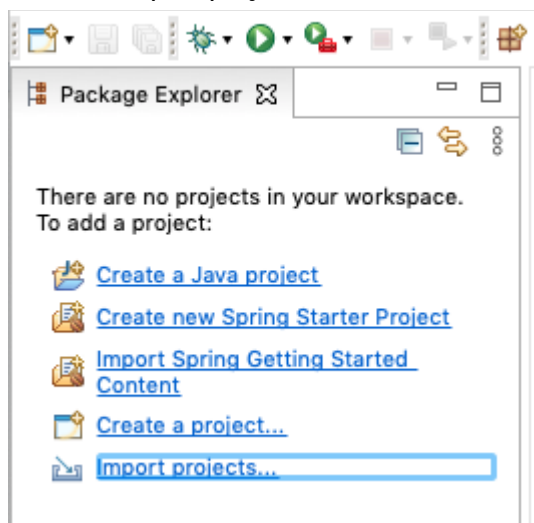 Package Explorer
There are no projects in your workspace.
To add a project:
Create a Java project
Create new Spring Starter Project
Import Spring Getting Started
Content
Create a project...
Import projects...